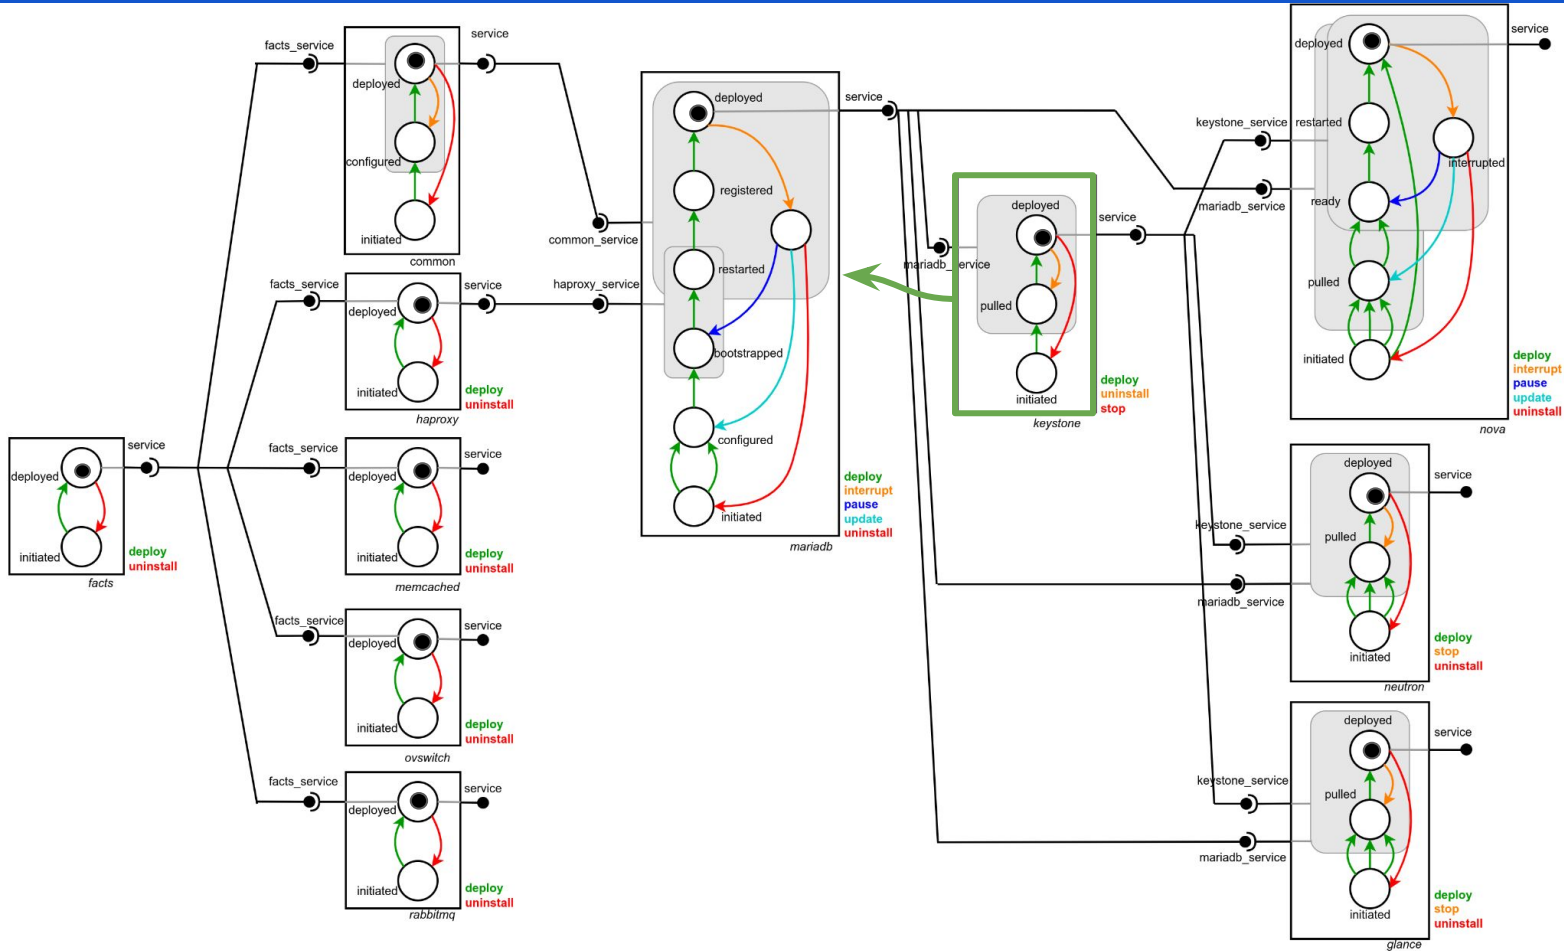 facts_service
service
deployed
configured
initiated
common
facts_service
service
deployed
initiated
deploy
uninstall
haproxy
service
deployed
initiated
deploy
uninstall
facts
facts_service
service
deployed
initiated
deploy
uninstall
memcached
facts_service
service
deployed
initiated
deploy
uninstall
ovswitch
facts_service
service
deployed
initiated
deploy
uninstall
rabbitmq
common_service
haproxy_service
deployed
service
registered
restarted
bootstrapped
configured
initiated
deploy
interrupt
pause
update
uninstall
mariadb
mariadb_service
deployed
service
pulled
initiated
deploy
uninstall
stop
keystone
keystone_service
mariadb_service
deployed
service
restarted
interrupted
ready
pulled
initiated
deploy
interrupt
pause
update
uninstall
nova
keystone_service
mariadb_service
deployed
service
pulled
initiated
deploy
stop
uninstall
neutron
keystone_service
mariadb_service
deployed
service
pulled
initiated
deploy
stop
uninstall
glance